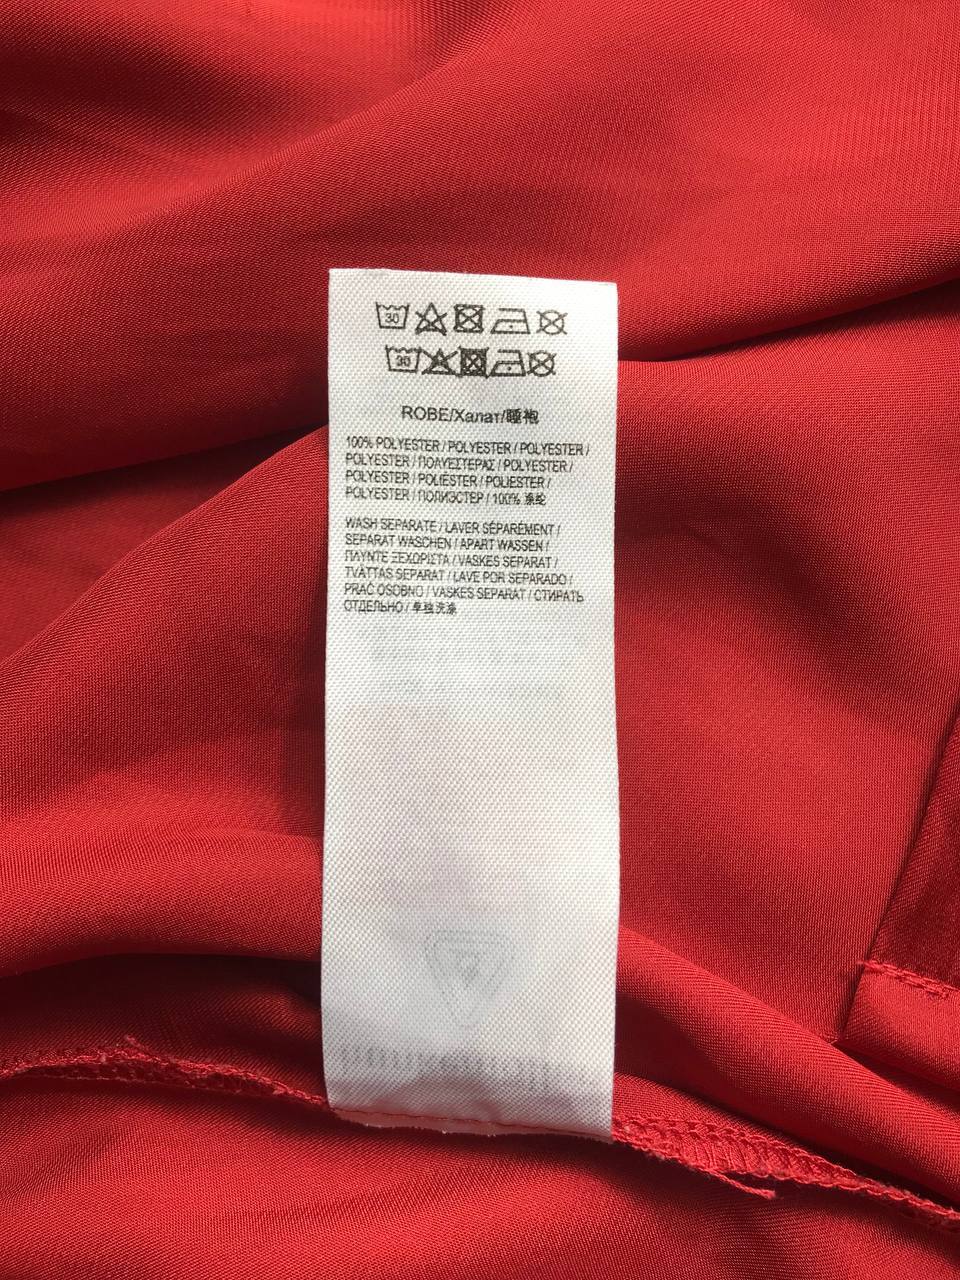 30
30
ROBE/Халат/睡袍
100% POLYESTER / POLYESTER / POLYESTER /
POLYESTER / ΠΟΛΥΕΣΤΕΡΑΣ / POLYESTER /
POLYESTER / POLIÉSTER / POLIESTER /
POLYESTER / ПОЛИЭСТЕР / 100% 涤纶
WASH SEPARATE / LAVER SÉPARÉMENT /
SEPARAT WASCHEN / APART WASSEN /
ΠΛΥΝΤΕ ΞΕΧΩΡΙΣΤΑ / VASKES SEPARAT /
TVÄTTAS SEPARAT / LAVE POR SEPARADO /
PRAĆ OSOBNO / VASKES SEPARAT / СТИРАТЬ
ОТДЕЛЬНО / 单独洗涤